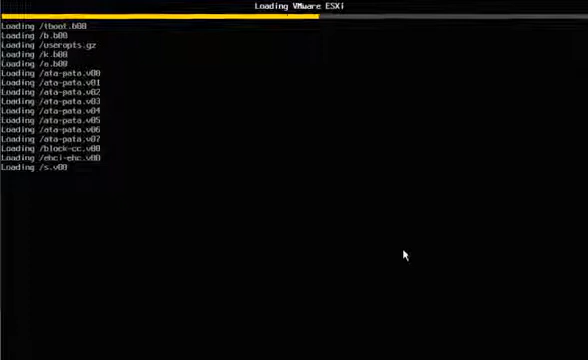 Loading VMware ESXi
Loading /tboot.b00
Loading /b.b00
Loading /useropts.gz
Loading /k.b00
Loading /a.b00
Loading /ata-pata.v00
Loading /ata-pata.v01
Loading /ata-pata.v02
Loading /ata-pata.v03
Loading /ata-pata.v04
Loading /ata-pata.v05
Loading /ata-pata.v06
Loading /ata-pata.v07
Loading /block-cc.v00
Loading /ehci-ehc.v00
Loading /s.v00